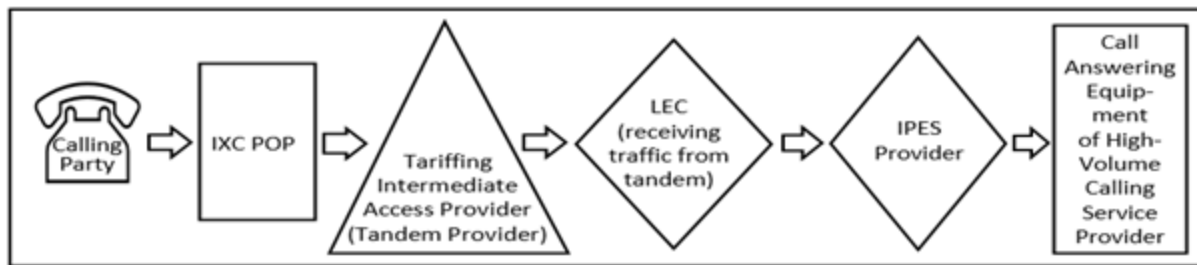 Calling
Party
IXC POP
Tariffing
Intermediate
Access Provider
(Tandem Provider)
LEC
(receiving
traffic from
tandem)
IPES
Provider
Call
Answering
Equip-
ment
of High-
Volume
Calling
Service
Provider